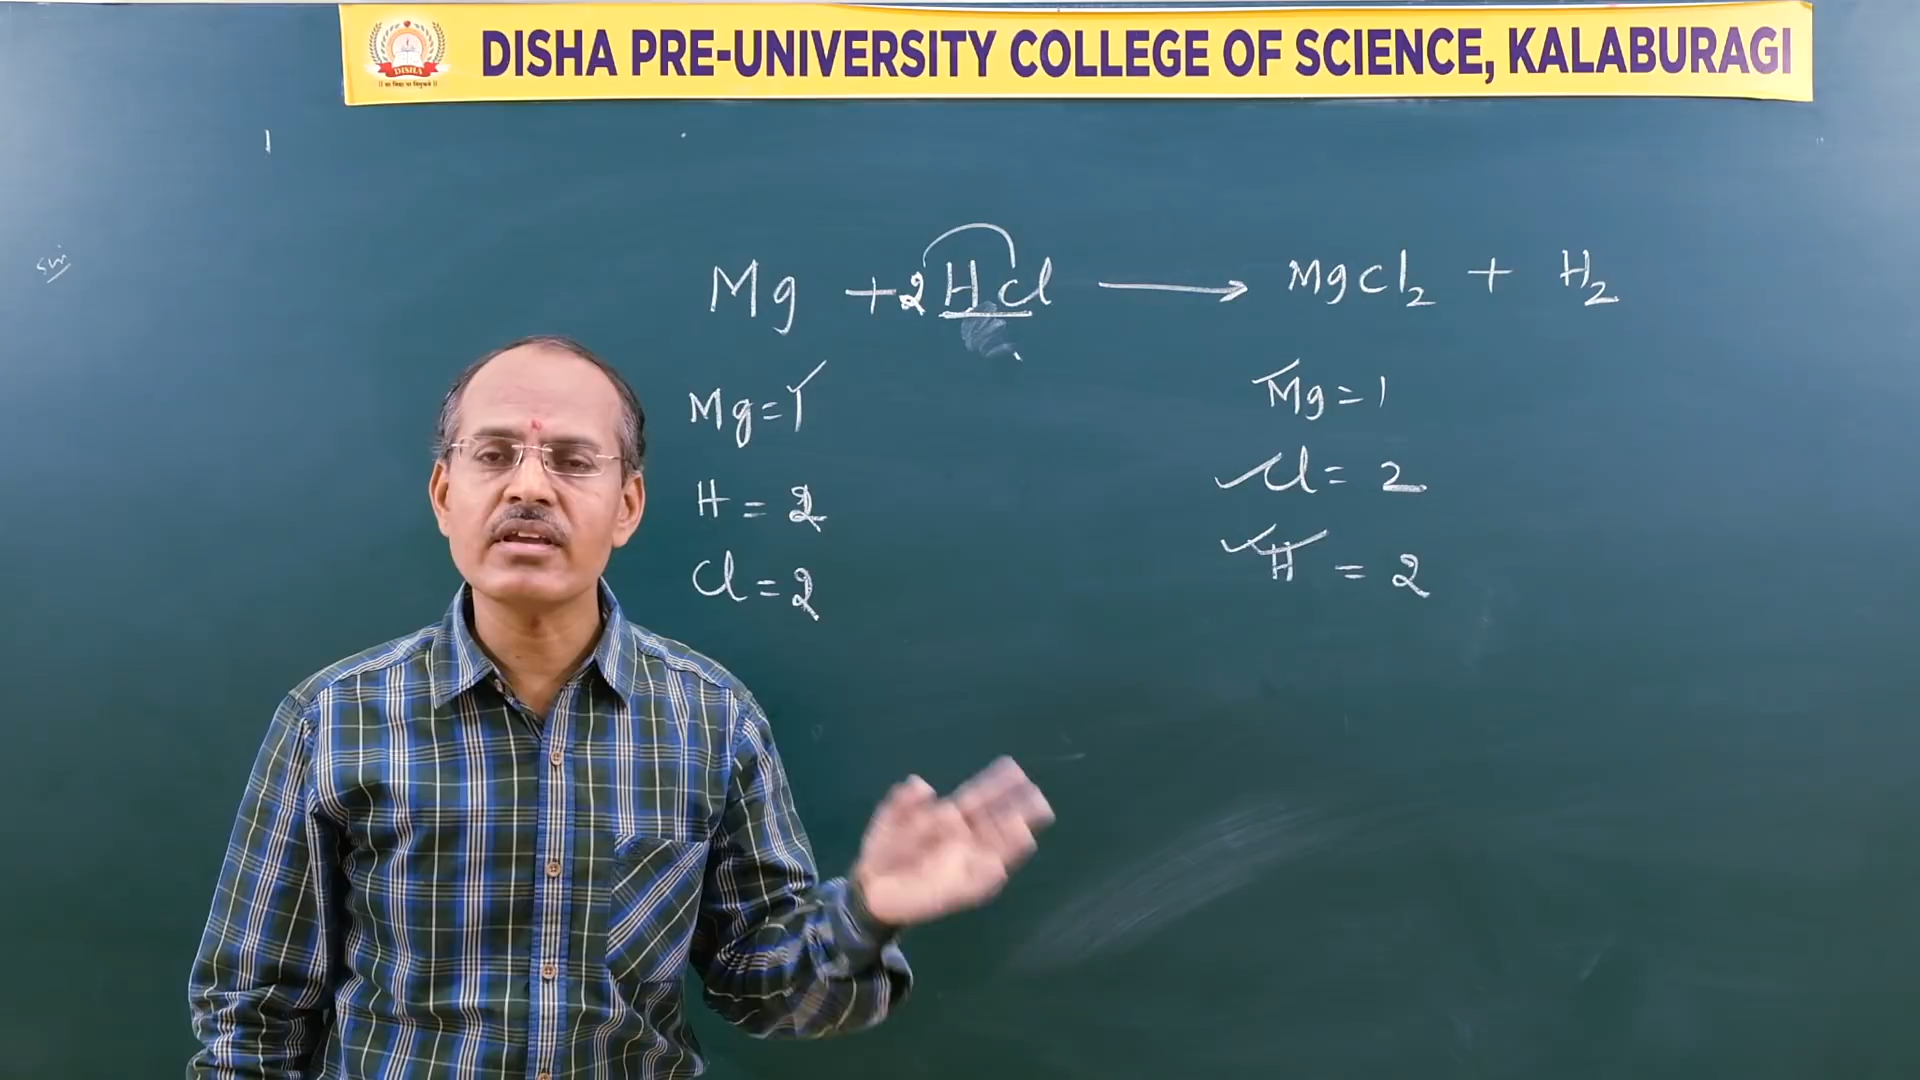 DISHA PRE-UNIVERSITY COLLEGE OF SCIENCE, KALABURAGI
DISHA
Mg + 2HCl ⟶ MgCl₂ + H₂
Mg = 1
H = 2
Cl = 2
Mg = 1
Cl = 2
H = 2